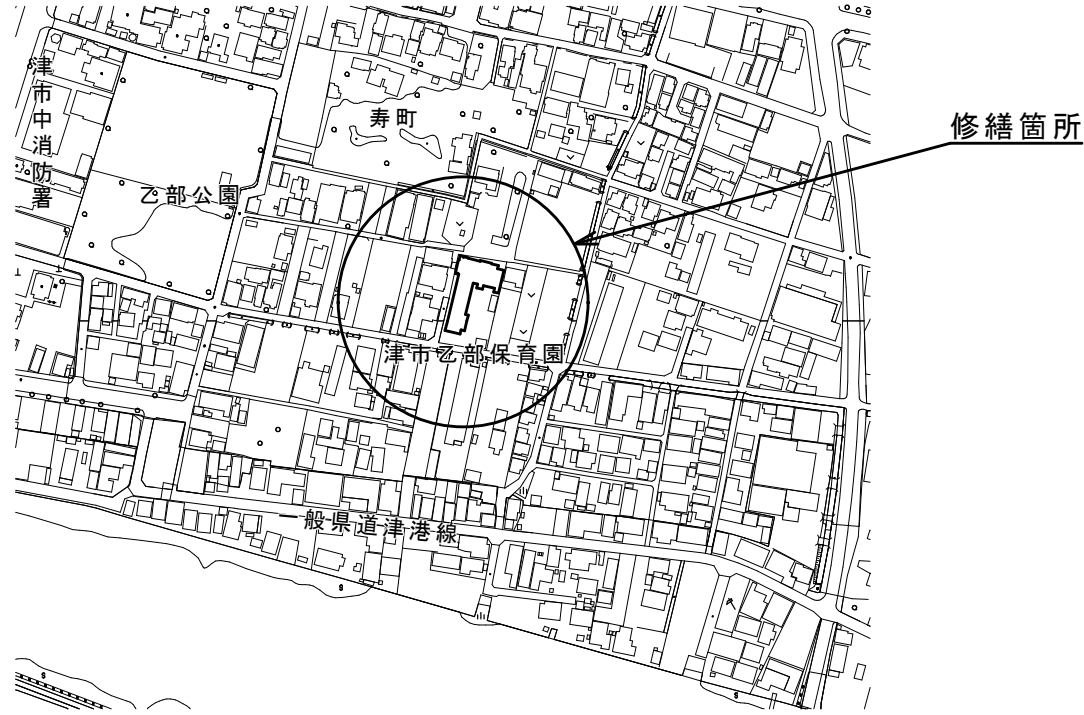 修繕箇所
津市中消防署
寿町
乙部公園
津市乙部保育園
一般県道津港線